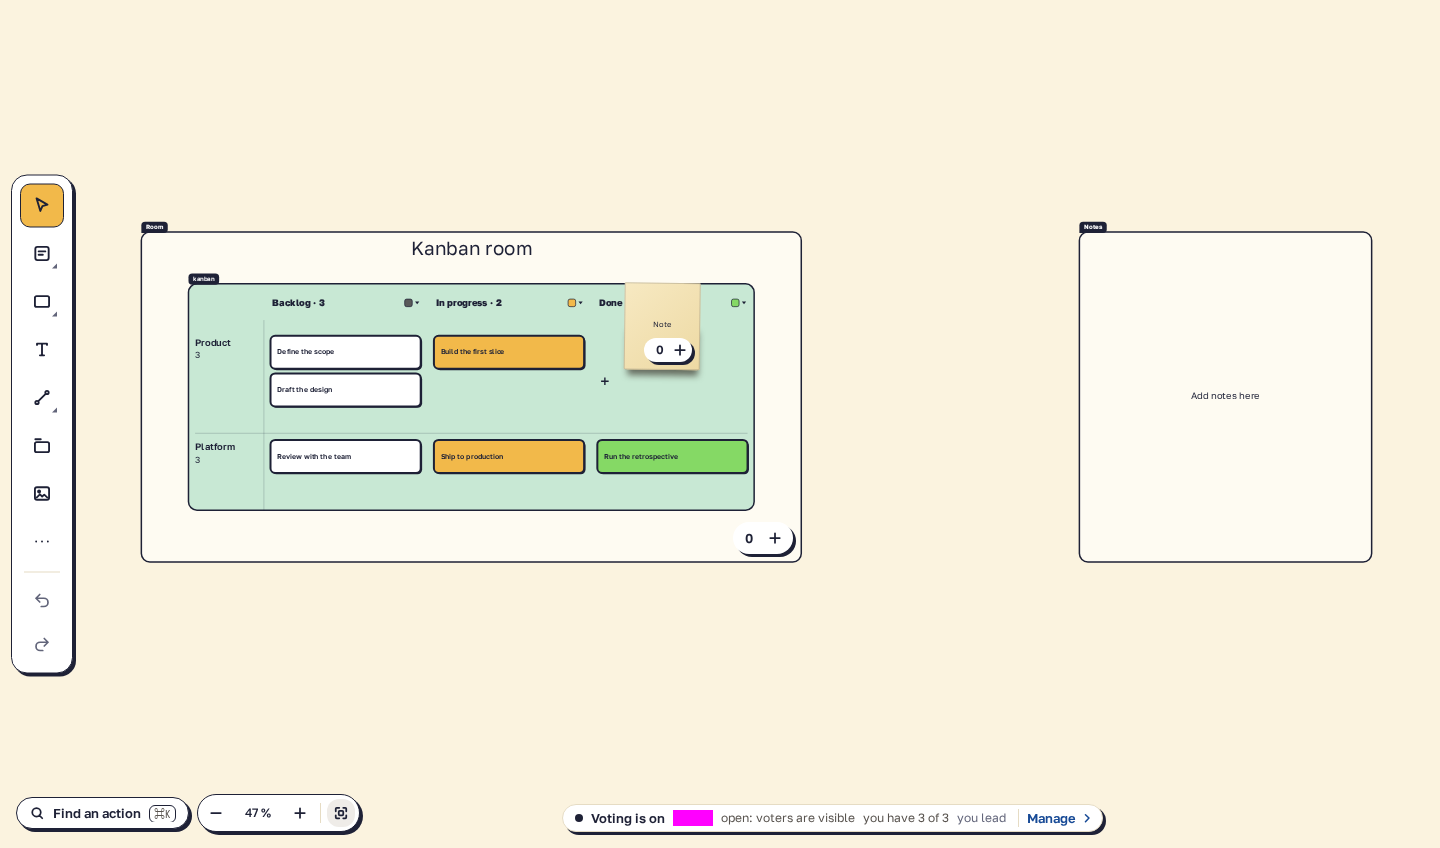 Room
Kanban room
kanban
Backlog · 3
In progress · 2
Done
Note
0
Product
3
Define the scope
Build the first slice
Draft the design
Platform
3
Review with the team
Ship to production
Run the retrospective
0
Notes
Add notes here
Find an action ⌘K
47 %
Voting is on open: voters are visible you have 3 of 3 you lead Manage